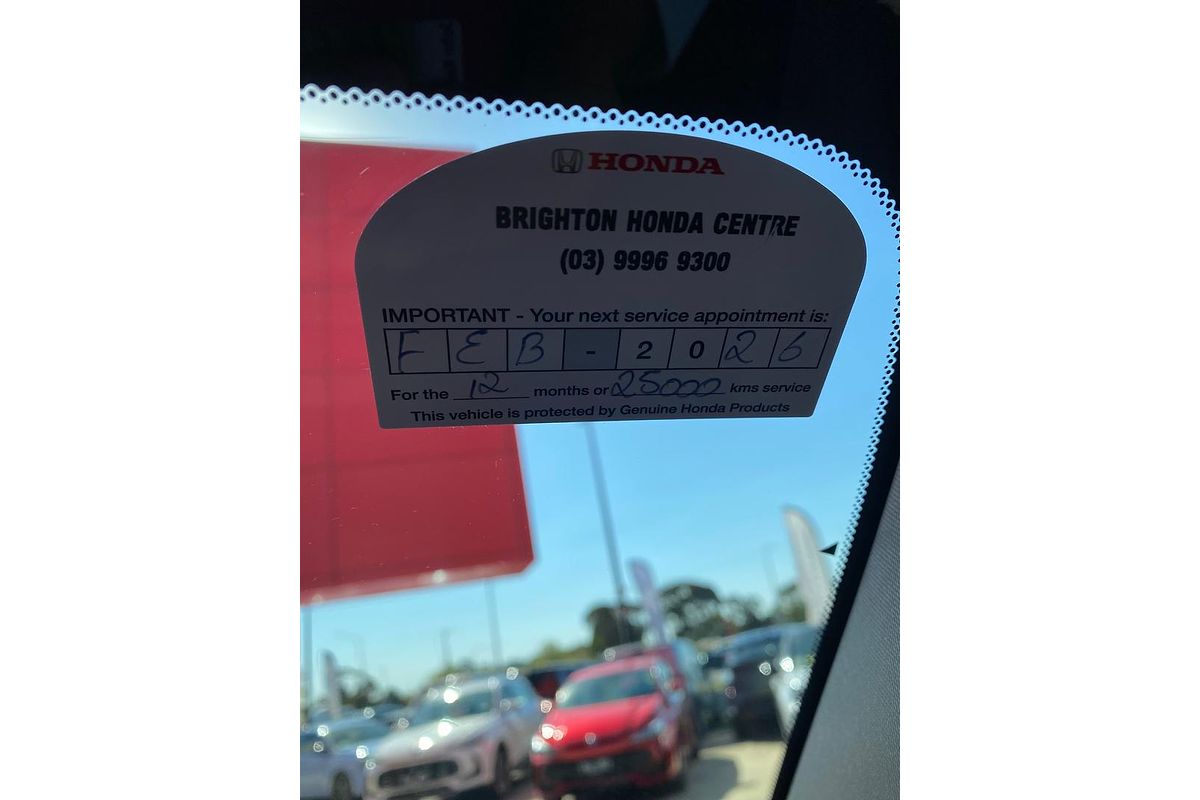 HONDA
BRIGHTON HONDA CENTRE
(03) 9996 9300
IMPORTANT - Your next service appointment is:
FEB - 2026
For the 12 months or 25000 kms service
This vehicle is protected by Genuine Honda Products